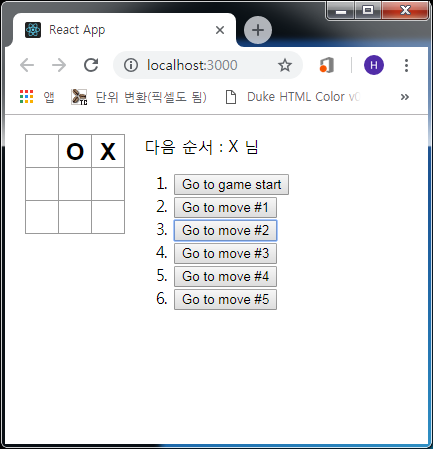 React App
localhost:3000
H
앱
단위 변환(픽셀도 됨)
Duke HTML Color
»
O X
다음 순서 : X 님
1. Go to game start
2. Go to move #1
3. Go to move #2
4. Go to move #3
5. Go to move #4
6. Go to move #5